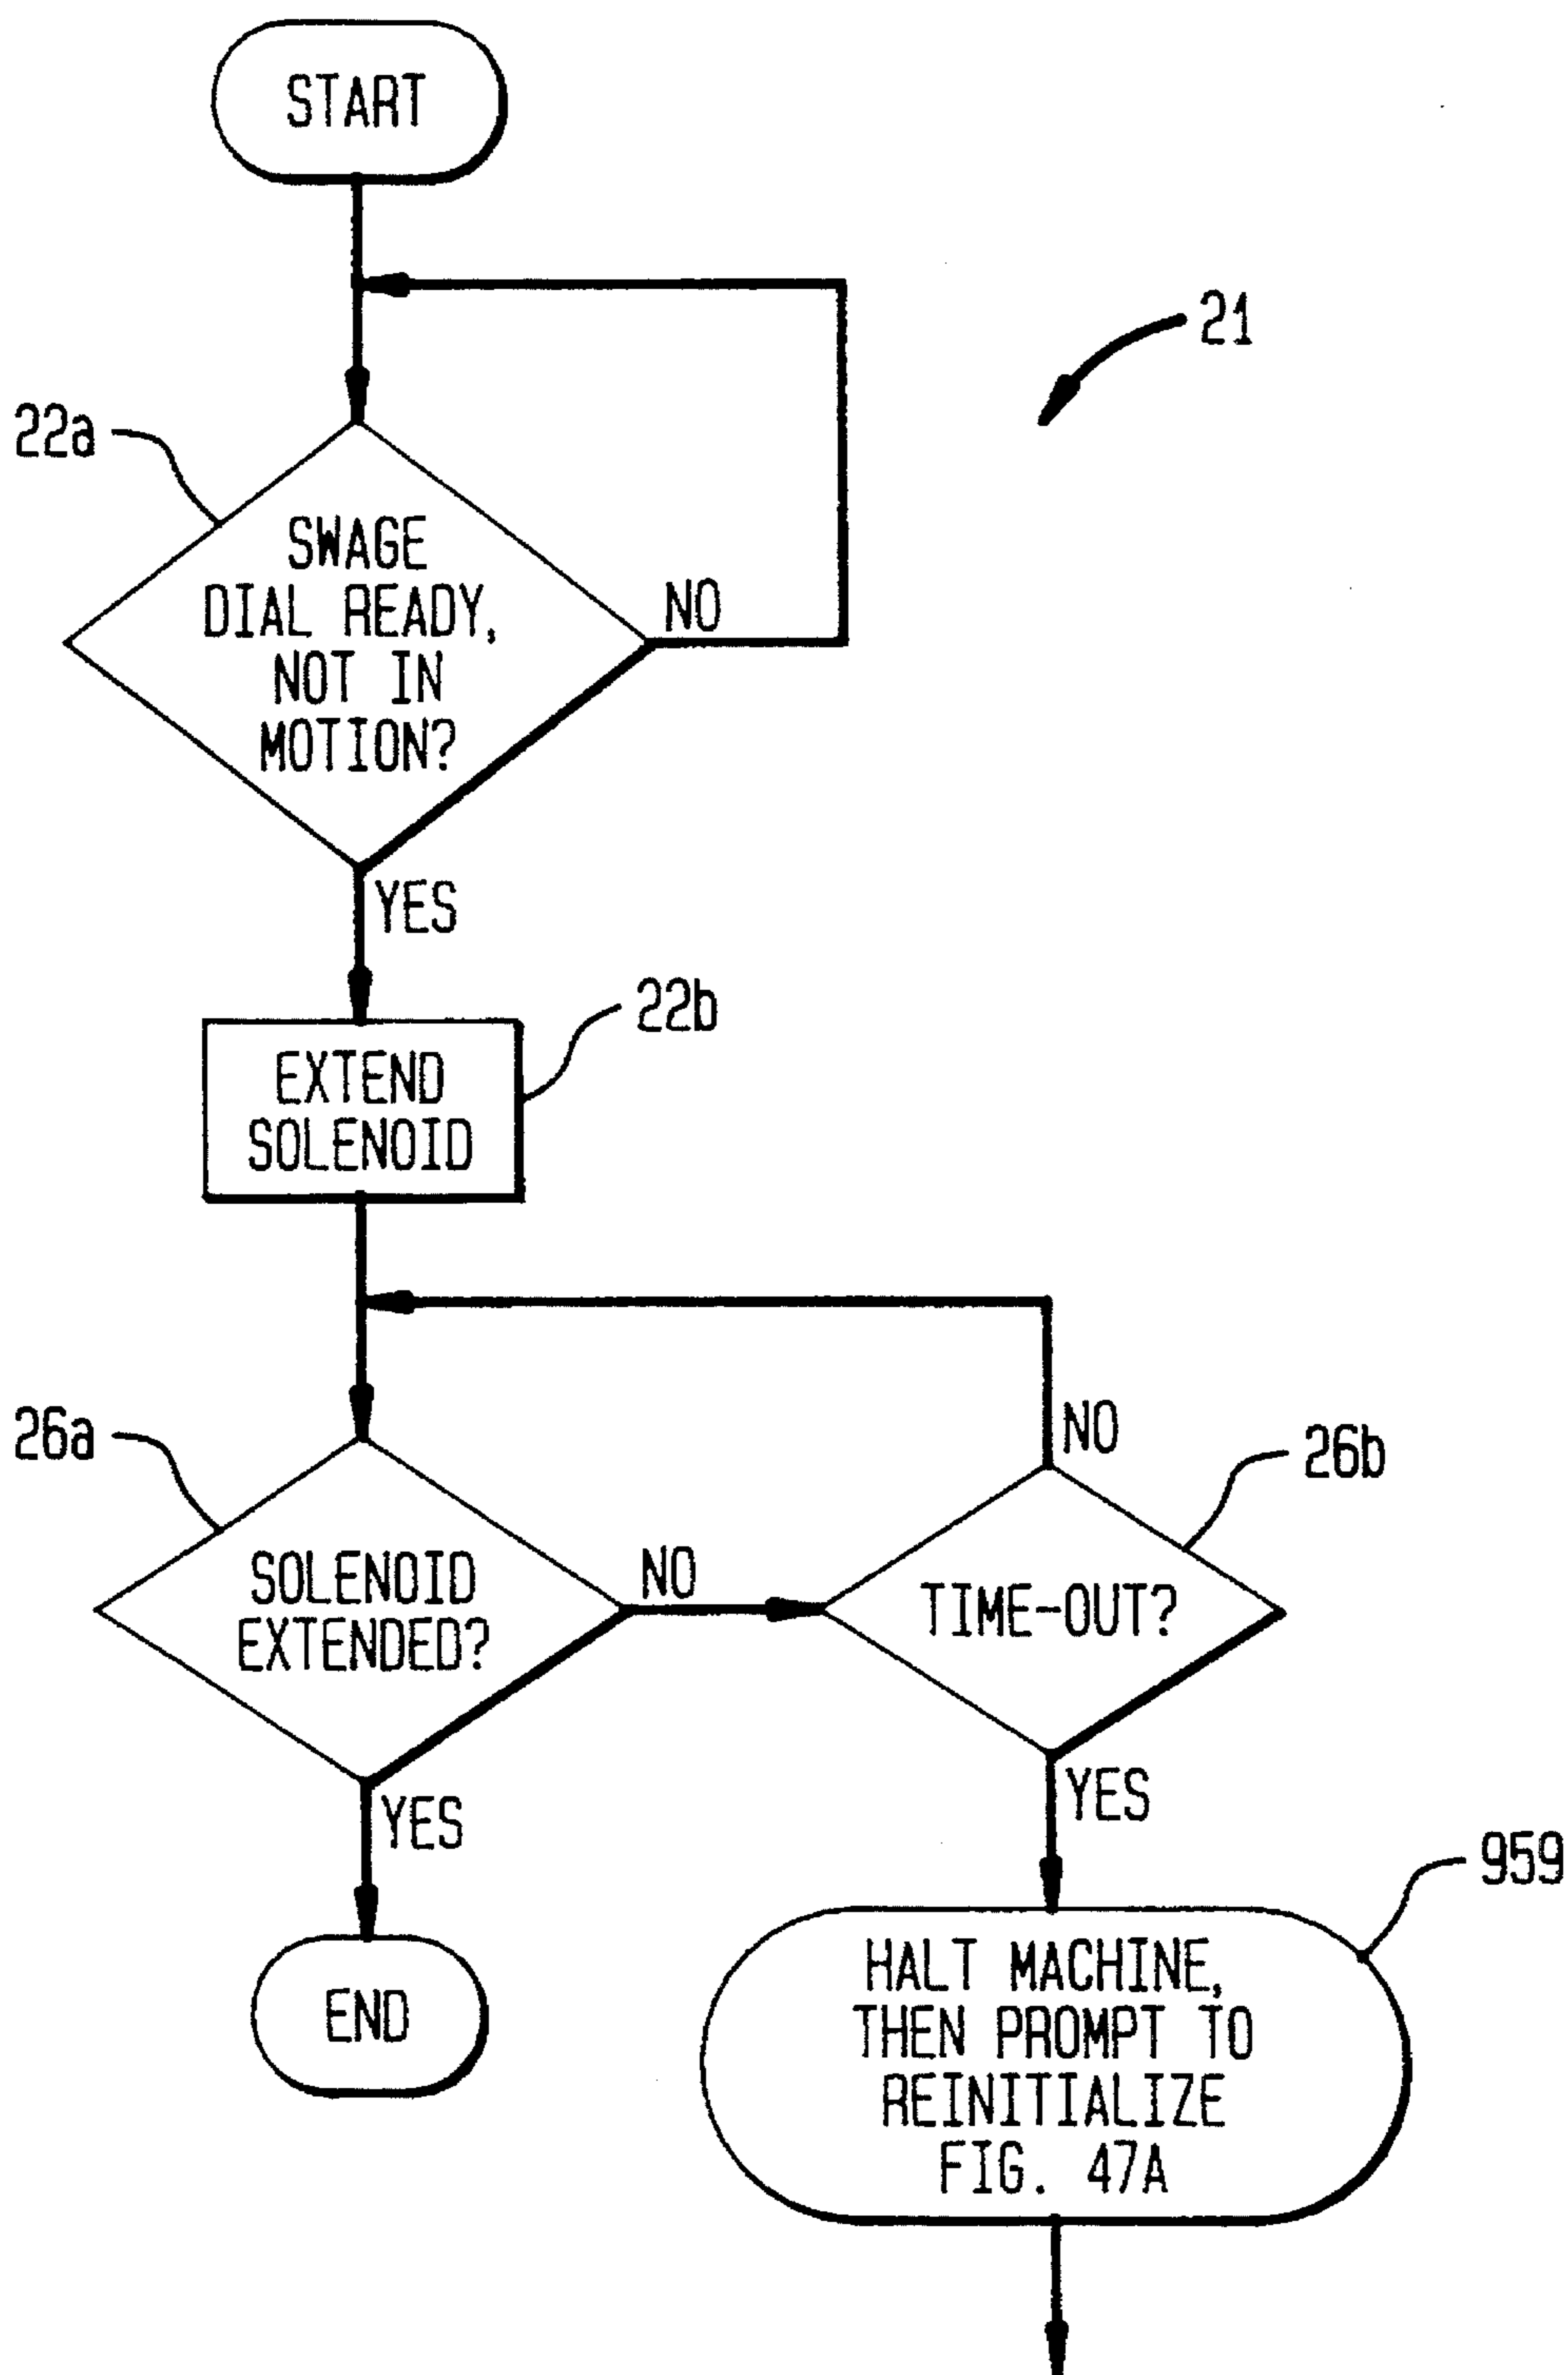 START
21
22a
SWAGE
DIAL READY,
NOT IN
MOTION?
NO
YES
22b
EXTEND
SOLENOID
26a
SOLENOID
EXTENDED?
NO
NO
26b
TIME-OUT?
YES
YES
959
END
HALT MACHINE,
THEN PROMPT TO
REINITIALIZE
FIG. 47A